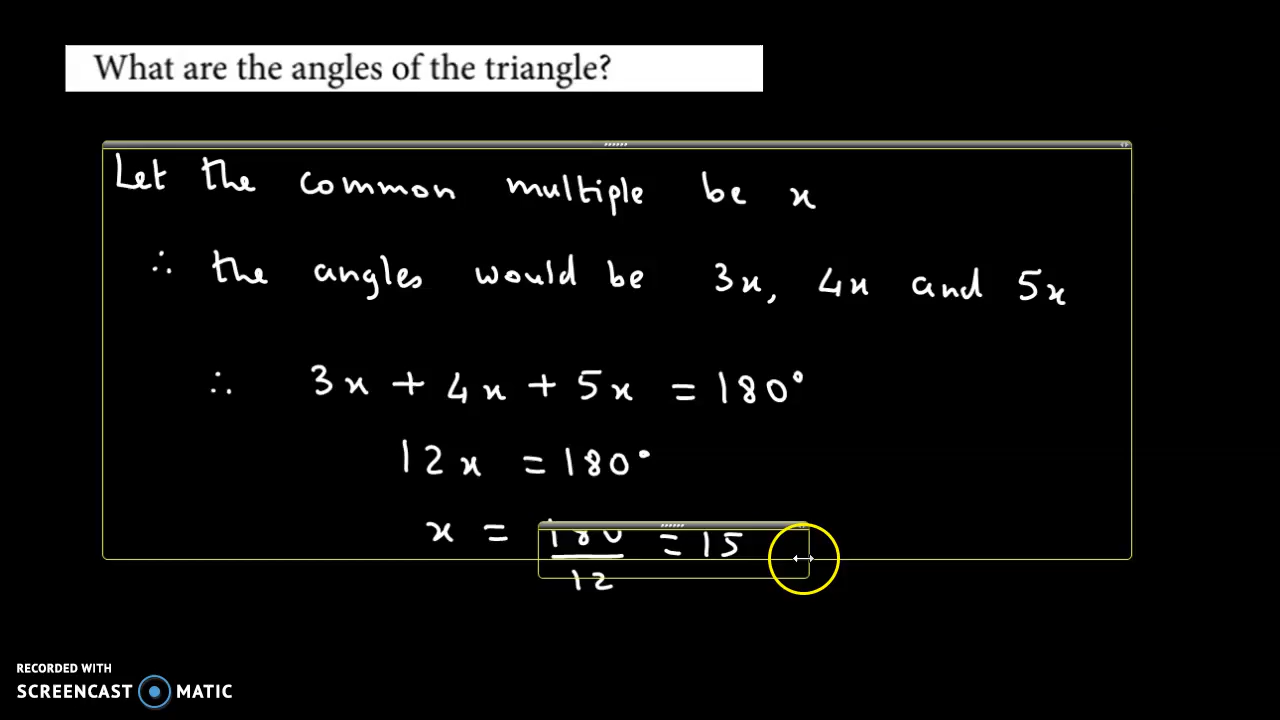 What are the angles of the triangle?
Let the common multiple be x
∴ the angles would be 3x, 4x and 5x
∴ 3x + 4x + 5x = 180°
12x = 180°
x = 180/12 = 15
RECORDED WITH
SCREENCAST MATIC